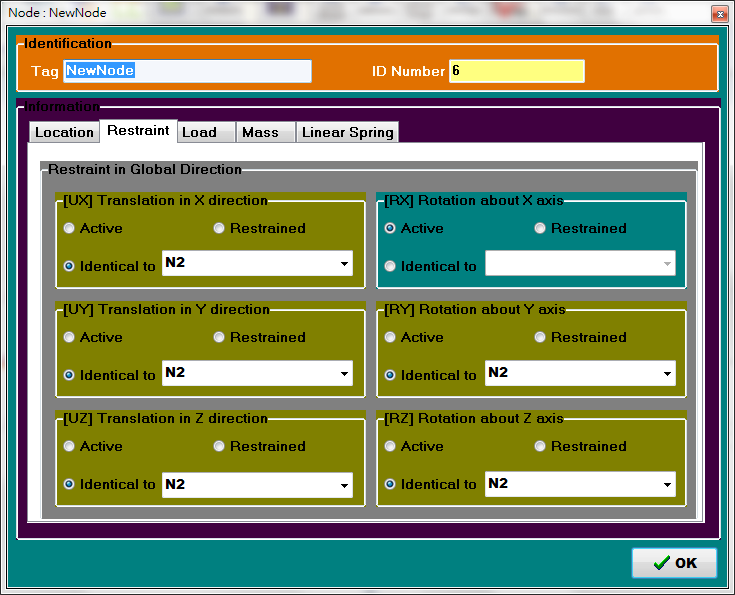 Node : NewNode
Identification
Tag NewNode ID Number 6
Information
Location Restraint Load Mass Linear Spring
Restraint in Global Direction
[UX] Translation in X direction
Active Restrained
Identical to N2
[RX] Rotation about X axis
Active Restrained
Identical to
[UY] Translation in Y direction
Active Restrained
Identical to N2
[RY] Rotation about Y axis
Active Restrained
Identical to N2
[UZ] Translation in Z direction
Active Restrained
Identical to N2
[RZ] Rotation about Z axis
Active Restrained
Identical to N2
OK